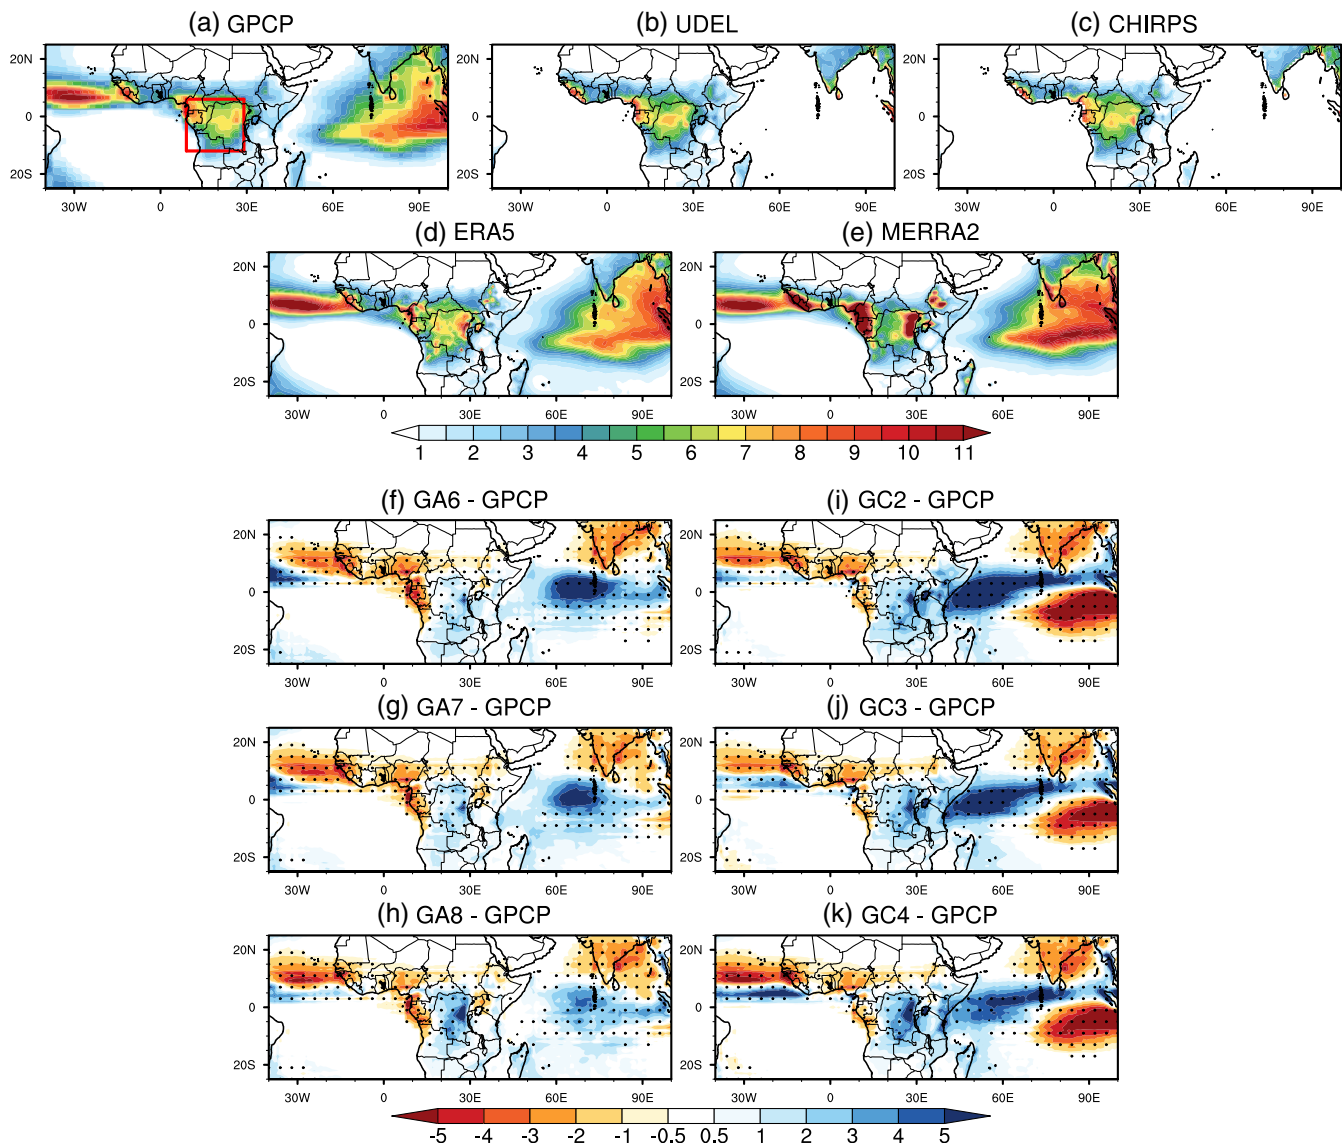 (a) GPCP (b) UDEL (c) CHIRPS
20N
0
20S
30W 0 30E 60E 90E 30W 0 30E 60E 90E 30W 0 30E 60E 90E
(d) ERA5 (e) MERRA2
20N 20N
0 0
20S 20S
30W 0 30E 60E 90E 30W 0 30E 60E 90E
1 2 3 4 5 6 7 8 9 10 11
(f) GA6 - GPCP (i) GC2 - GPCP
20N 20N
0 0
20S 20S
30W 0 30E 60E 90E 30W 0 30E 60E 90E
(g) GA7 - GPCP (j) GC3 - GPCP
20N 20N
0 0
20S 20S
30W 0 30E 60E 90E 30W 0 30E 60E 90E
(h) GA8 - GPCP (k) GC4 - GPCP
20N 20N
0 0
20S 20S
30W 0 30E 60E 90E 30W 0 30E 60E 90E
-5 -4 -3 -2 -1 -0.5 0.5 1 2 3 4 5